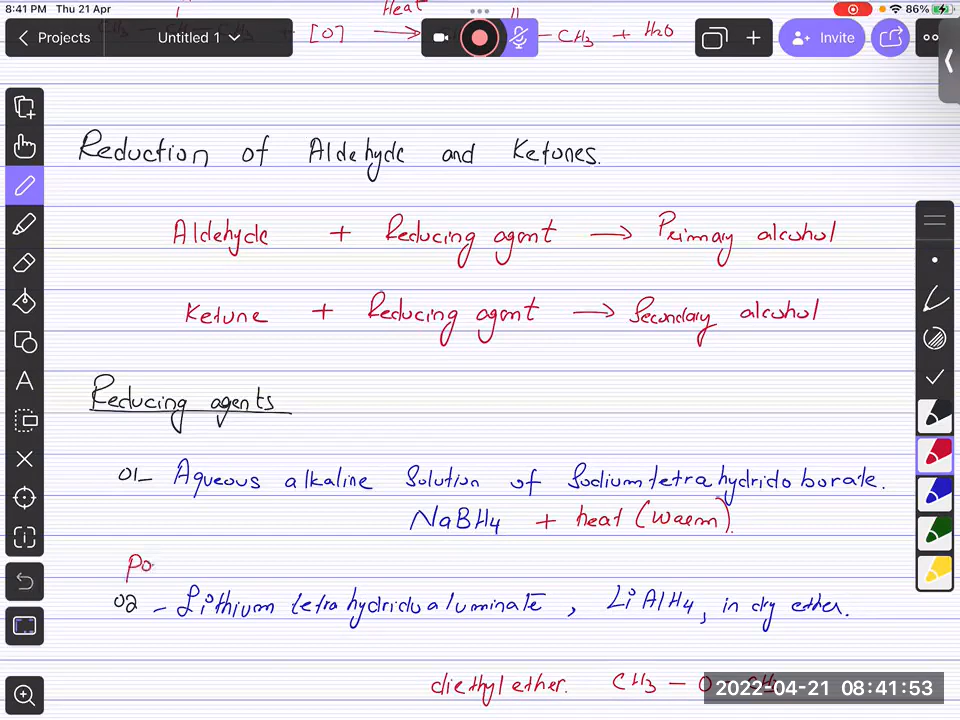 8:41 PM Thu 21 Apr 86%
Heat
Projects Untitled 1 + [O] → CH3 + H2O + Invite
Reduction of Aldehyde and Ketones.
Aldehyde + Reducing agent → Primary alcohol
Ketone + Reducing agent → Secondary alcohol
Reducing agents
01- Aqueous alkaline Solution of Sodiumtetrahydridoborate.
NaBH4 + heat (warm).
Po
02 - Lithium tetrahydridoaluminate, LiAlH4, in dry ether.
diethyl ether. CH3 - O
2022-04-21 08:41:53